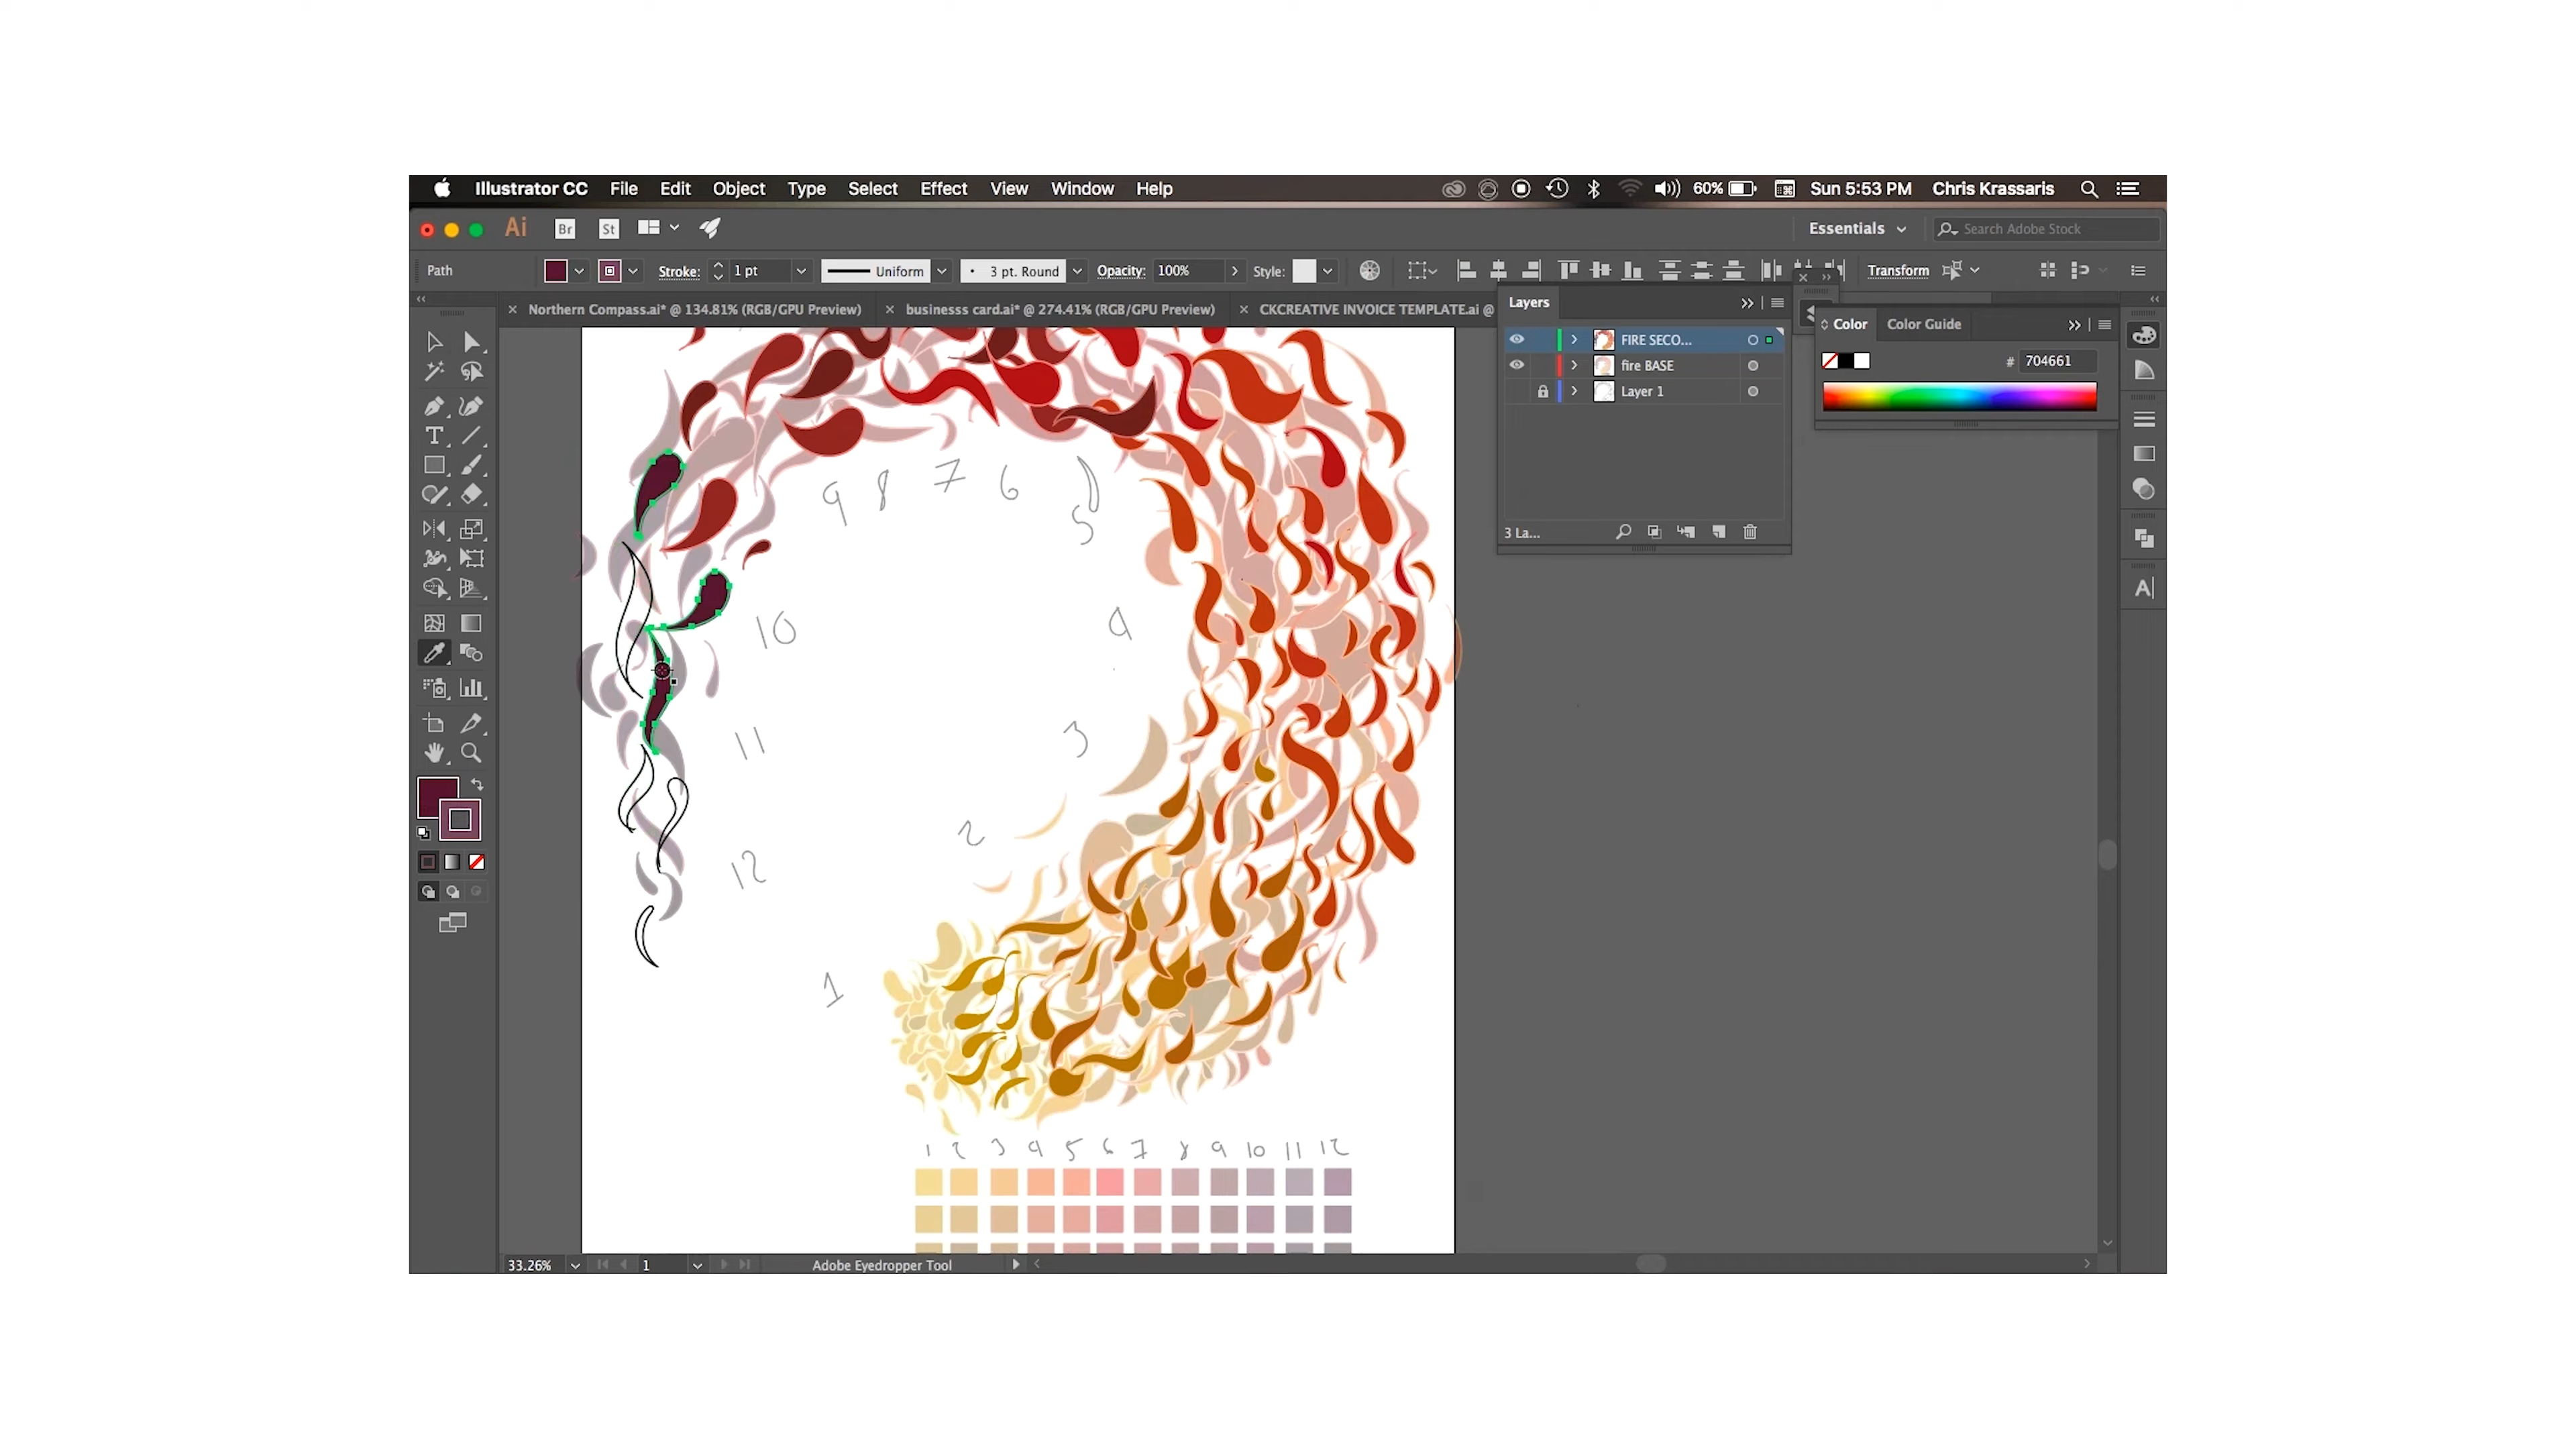 Illustrator CC File Edit Object Type Select Effect View Window Help 60% Sun 5:53 PM Chris Krassaris
Ai Br St Essentials Search Adobe Stock
Path Stroke: 1 pt Uniform 3 pt. Round Opacity: 100% Style: Transform
Northern Compass.ai* @ 134.81% (RGB/GPU Preview) businesss card.ai* @ 274.41% (RGB/GPU Preview) CKCREATIVE INVOICE TEMPLATE.ai @
Layers
FIRE SECO...
fire BASE
Layer 1
3 La...
Color Color Guide
# 704661
9 8 7 6
5
10
4
11
3
12
2
1
1 2 3 4 5 6 7 8 9 10 11 12
33.26% 1 Adobe Eyedropper Tool